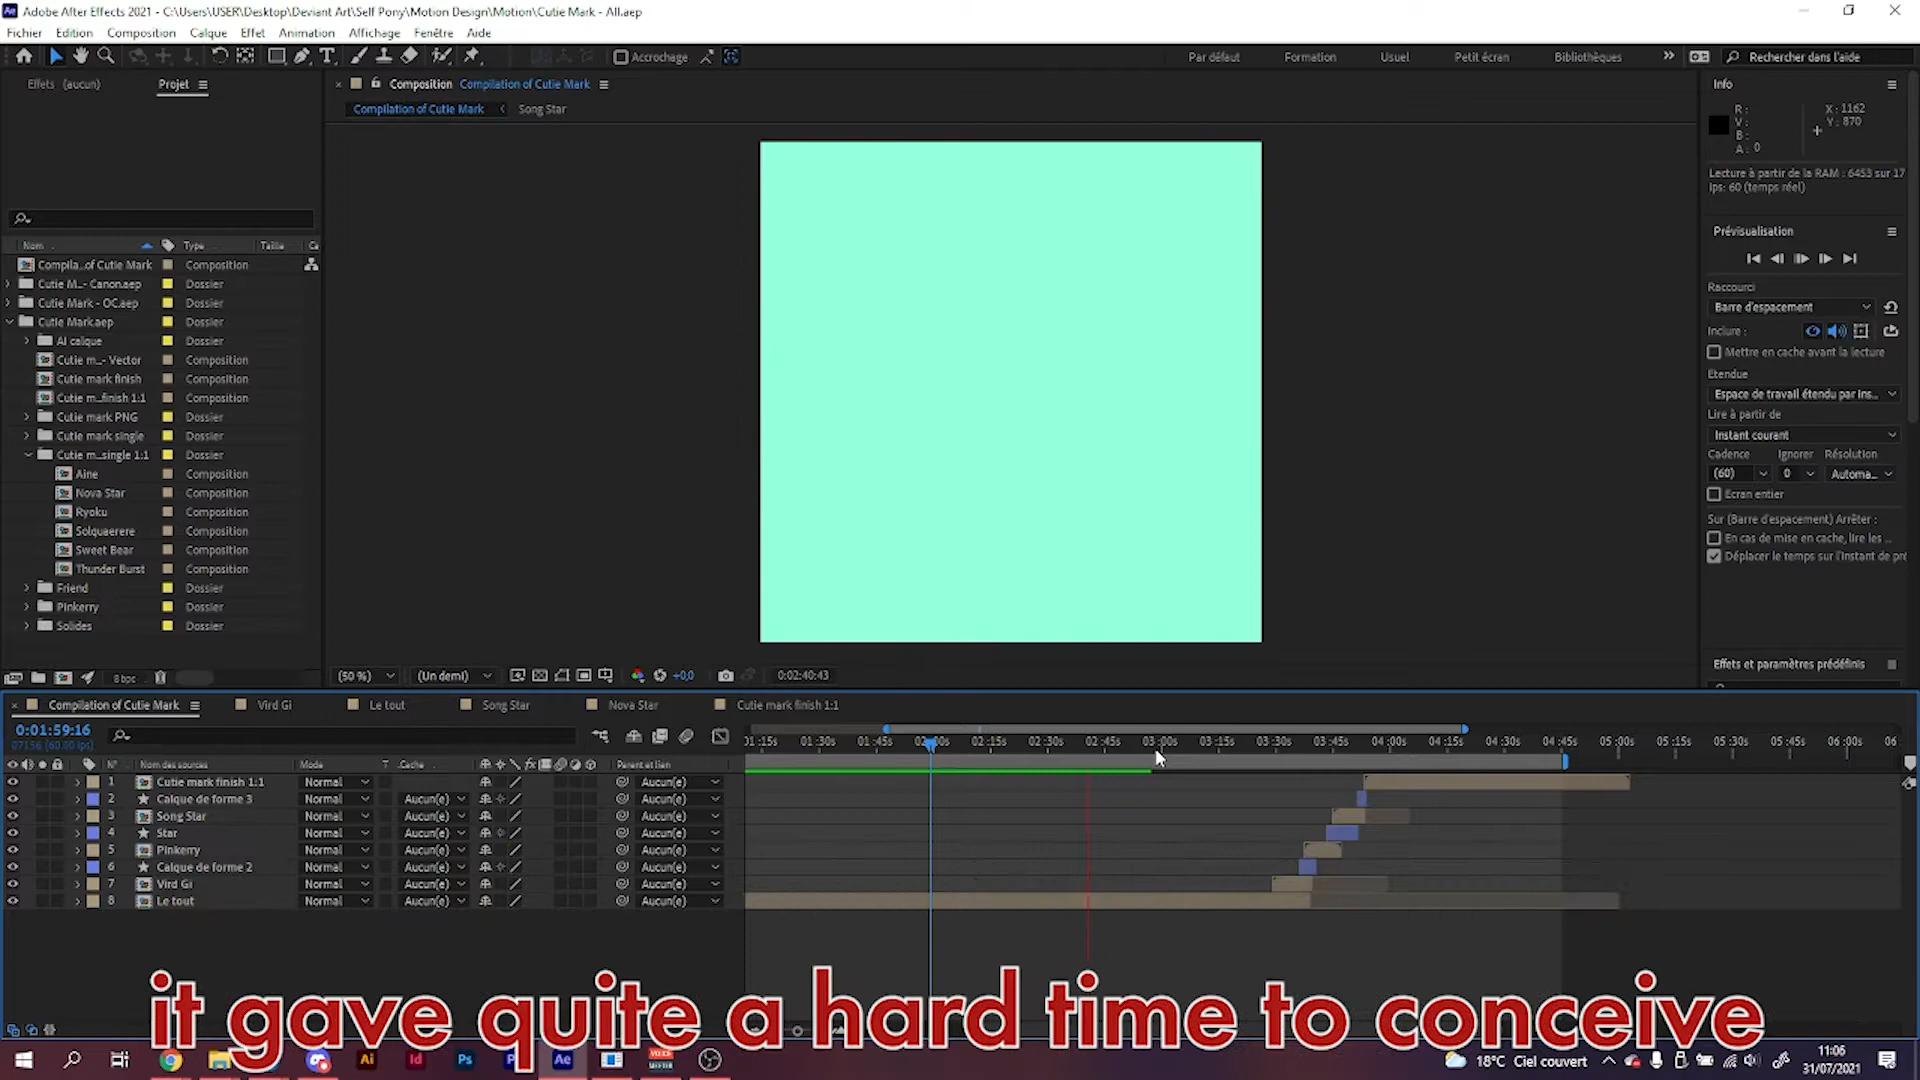 Adobe After Effects 2021 - C:\Users\USER\Desktop\Deviant Art\Self Pony\Motion Design\Motion\Cutie Mark - All.aep
Fichier Edition Composition Calque Effet Animation Affichage Fenêtre Aide
Accrochage Par défaut Formation Usuel Petit écran Bibliothèques Rechercher dans l'aide
Effets (aucun) Projet
Composition Compilation of Cutie Mark
Compilation of Cutie Mark Song Star
Info
R :
V :
B :
A : 0
X : 1162
Y : 870
Lecture à partir de la RAM : 6453 sur 17
ips: 60 (temps réel)
Prévisualisation
Raccourci
Barre d'espacement
Inclure :
Mettre en cache avant la lecture
Etendue
Espace de travail étendu par ins...
Lire à partir de
Instant courant
Cadence Ignorer Résolution
(60) 0 Automa...
Ecran entier
Sur (Barre d'espacement) Arrêter :
En cas de mise en cache, lire les ...
Déplacer le temps sur l'instant de pré
Effets et paramètres prédéfinis
Nom Type Taille Ca
Compila...of Cutie Mark Composition
Cutie M...- Canon.aep Dossier
Cutie Mark - OC.aep Dossier
Cutie Mark.aep Dossier
AI calque Dossier
Cutie m...- Vector Composition
Cutie mark finish Composition
Cutie m...finish 1:1 Composition
Cutie mark PNG Dossier
Cutie mark single Dossier
Cutie m...single 1:1 Dossier
Aine Composition
Nova Star Composition
Ryoku Composition
Solquaerere Composition
Sweet Bear Composition
Thunder Burst Composition
Friend Dossier
Pinkerry Dossier
Solides Dossier
8 bpc
(50 %) (Un demi) +0,0 0:02:40:43
Compilation of Cutie Mark Vird Gi Le tout Song Star Nova Star Cutie mark finish 1:1
0:01:59:16
07156 (60.00 ips)
01:15s 01:30s 01:45s 02:00s 02:15s 02:30s 02:45s 03:00s 03:15s 03:30s 03:45s 04:00s 04:15s 04:30s 04:45s 05:00s 05:15s 05:30s 05:45s 06:00s 06
N° Nom des sources Mode T Cache fx Parent et lien
1 Cutie mark finish 1:1 Normal Aucun(e)
2 Calque de forme 3 Normal Aucun(e) Aucun(e)
3 Song Star Normal Aucun(e) Aucun(e)
4 Star Normal Aucun(e) Aucun(e)
5 Pinkerry Normal Aucun(e) Aucun(e)
6 Calque de forme 2 Normal Aucun(e) Aucun(e)
7 Vird Gi Normal Aucun(e) Aucun(e)
8 Le tout Normal Aucun(e) Aucun(e)
it gave quite a hard time to conceive
Ai Id Ps Ae
18°C Ciel couvert
11:06
31/07/2021